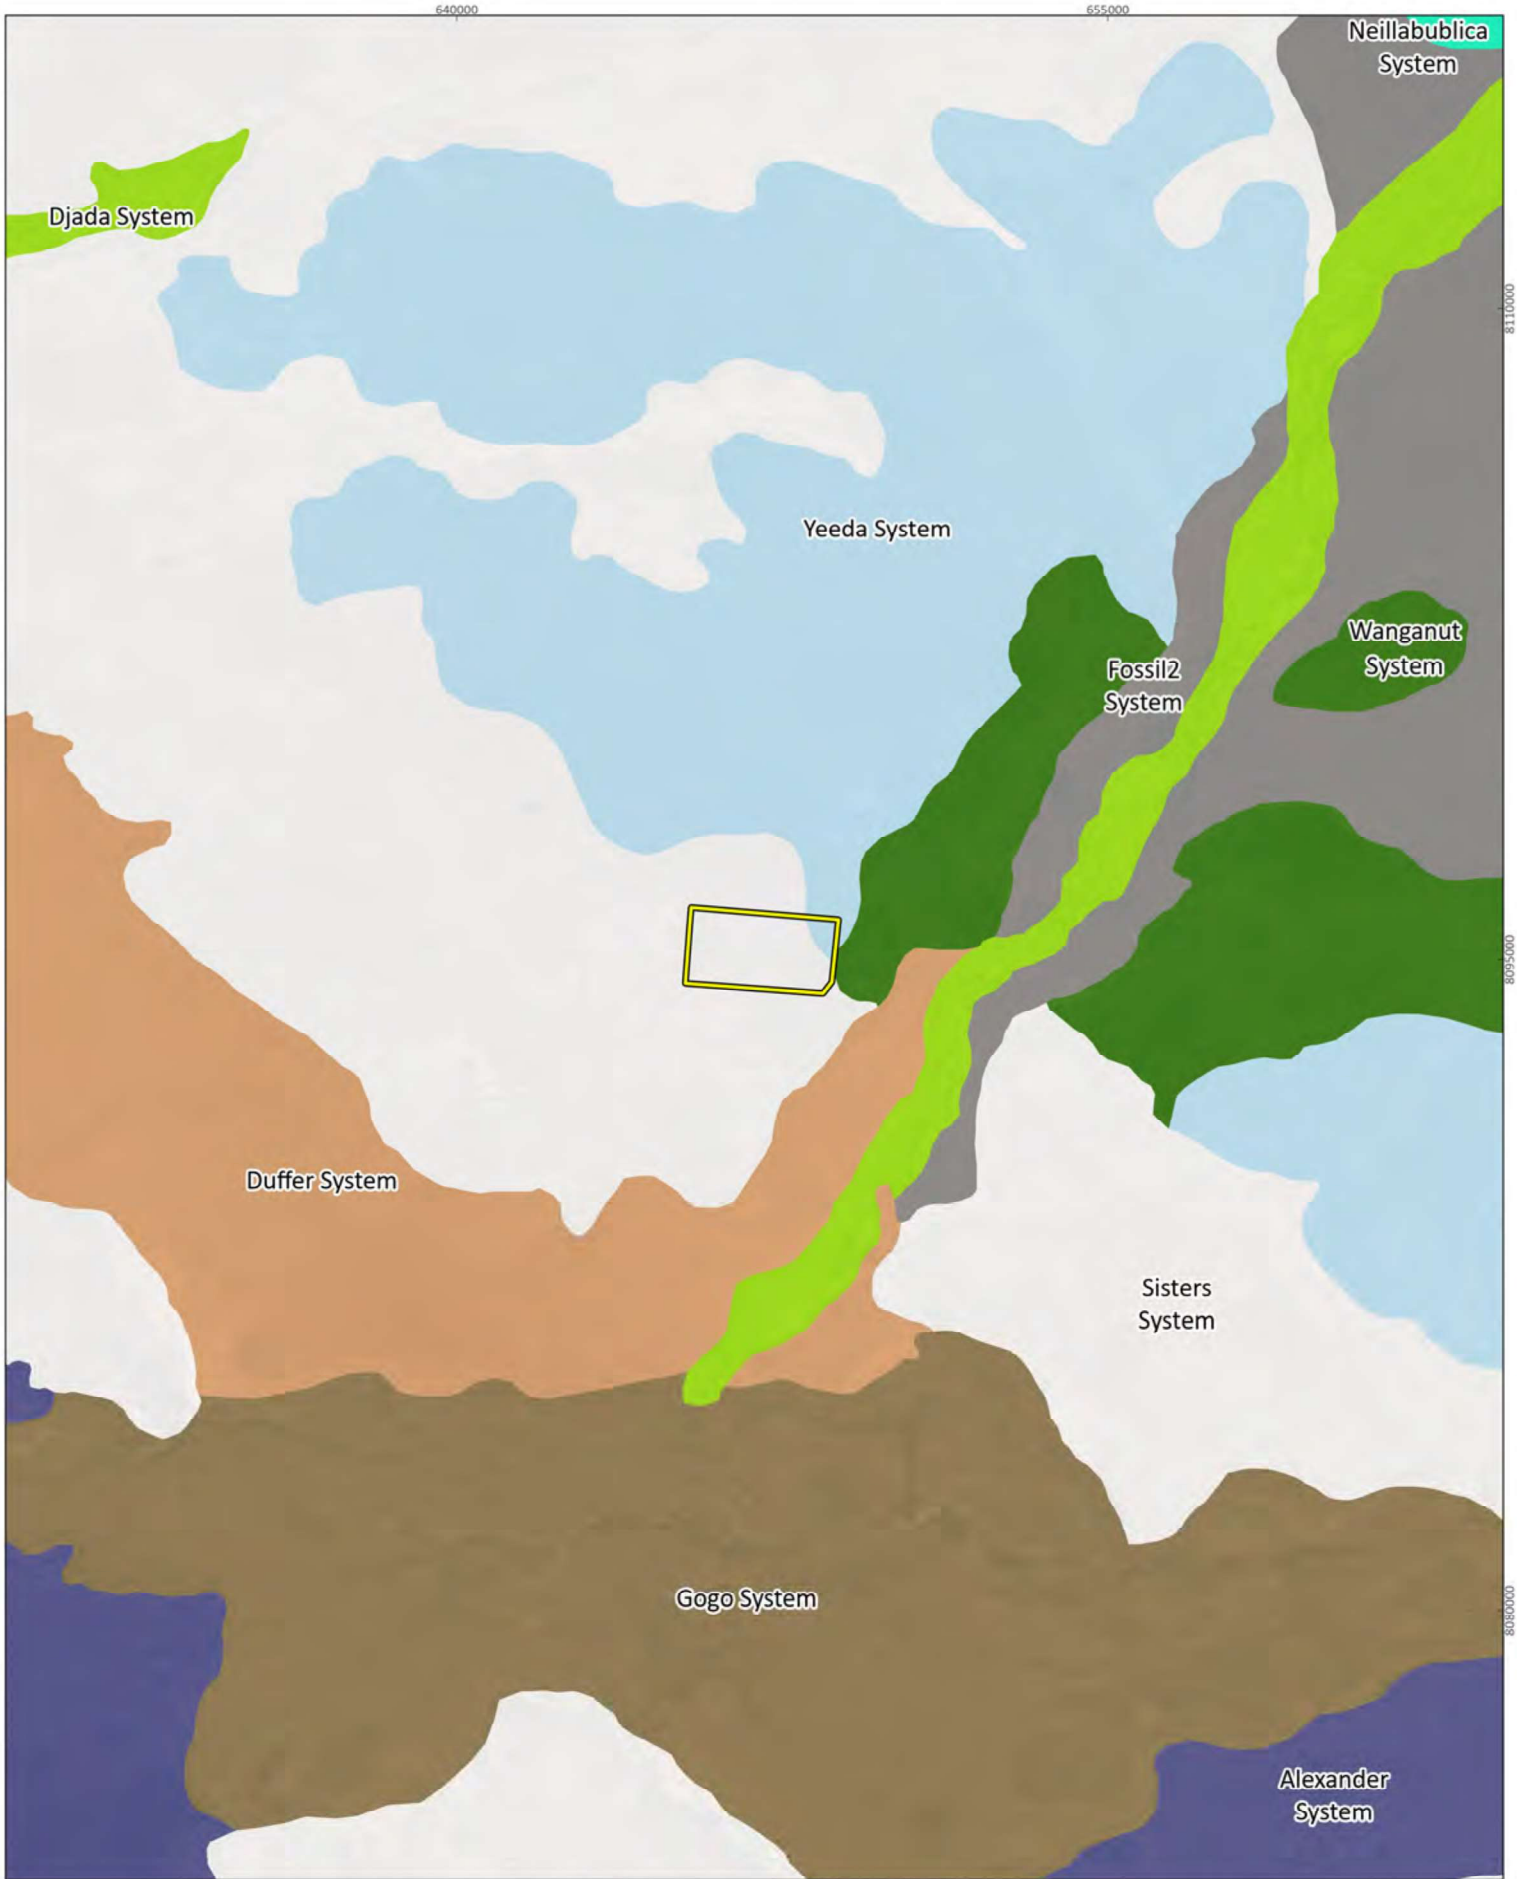 640000
655000
Neillabublica
System
Djada System
8110000
Yeeda System
Wanganut
System
Fossil2
System
8095000
Duffer System
Sisters
System
Gogo System
8080000
Alexander
System